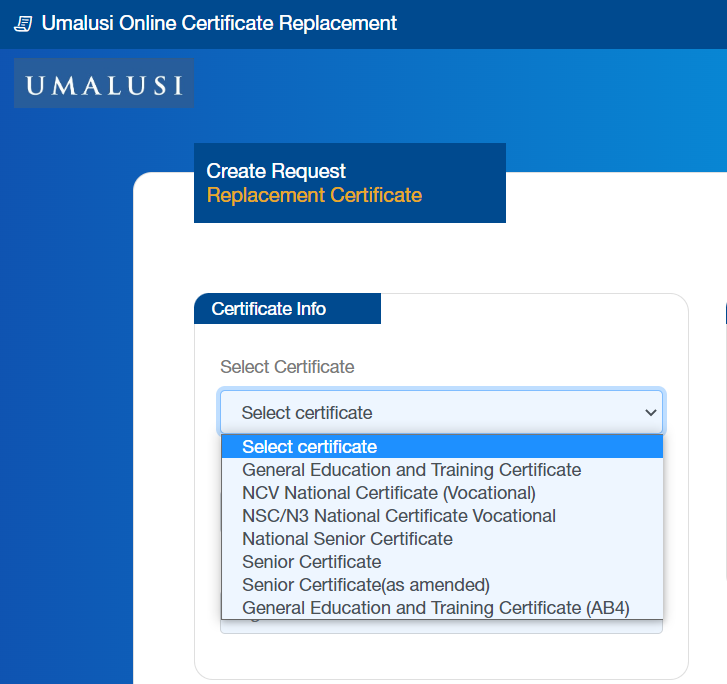 Umalusi Online Certificate Replacement
UMALUSI
Create Request
Replacement Certificate
Certificate Info
Select Certificate
Select certificate
Select certificate
General Education and Training Certificate
NCV National Certificate (Vocational)
NSC/N3 National Certificate Vocational
National Senior Certificate
Senior Certificate
Senior Certificate(as amended)
General Education and Training Certificate (AB4)